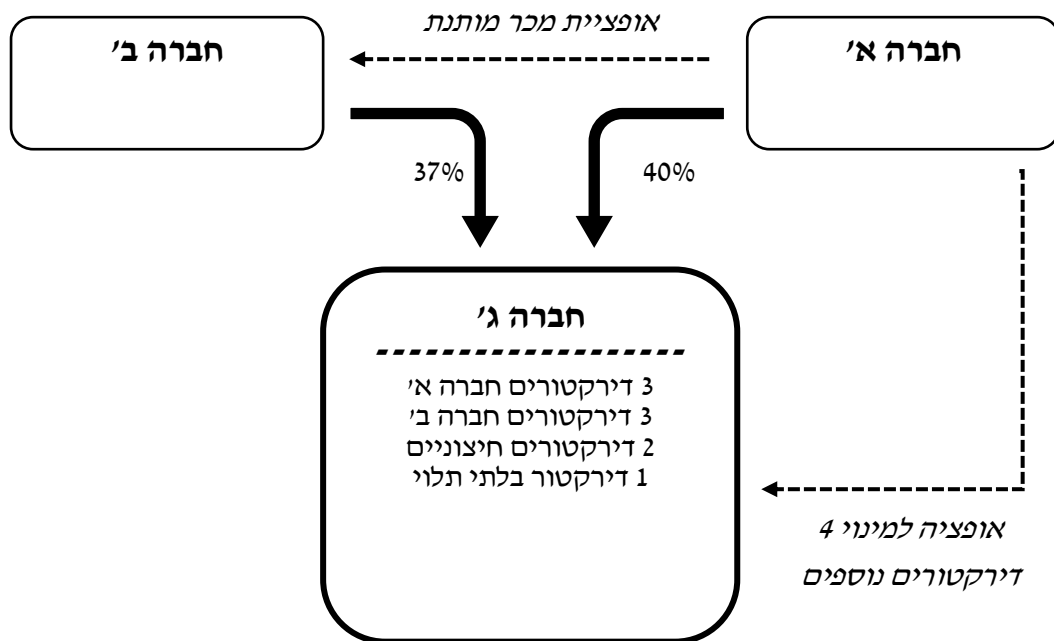 אופציית מכר מותנת
חברה א'
חברה ב'
40%
37%
חברה ג'
3 דירקטורים חברה א'
3 דירקטורים חברה ב'
2 דירקטורים חיצוניים
1 דירקטור בלתי תלוי
אופציה למינוי 4
דירקטורים נוספים